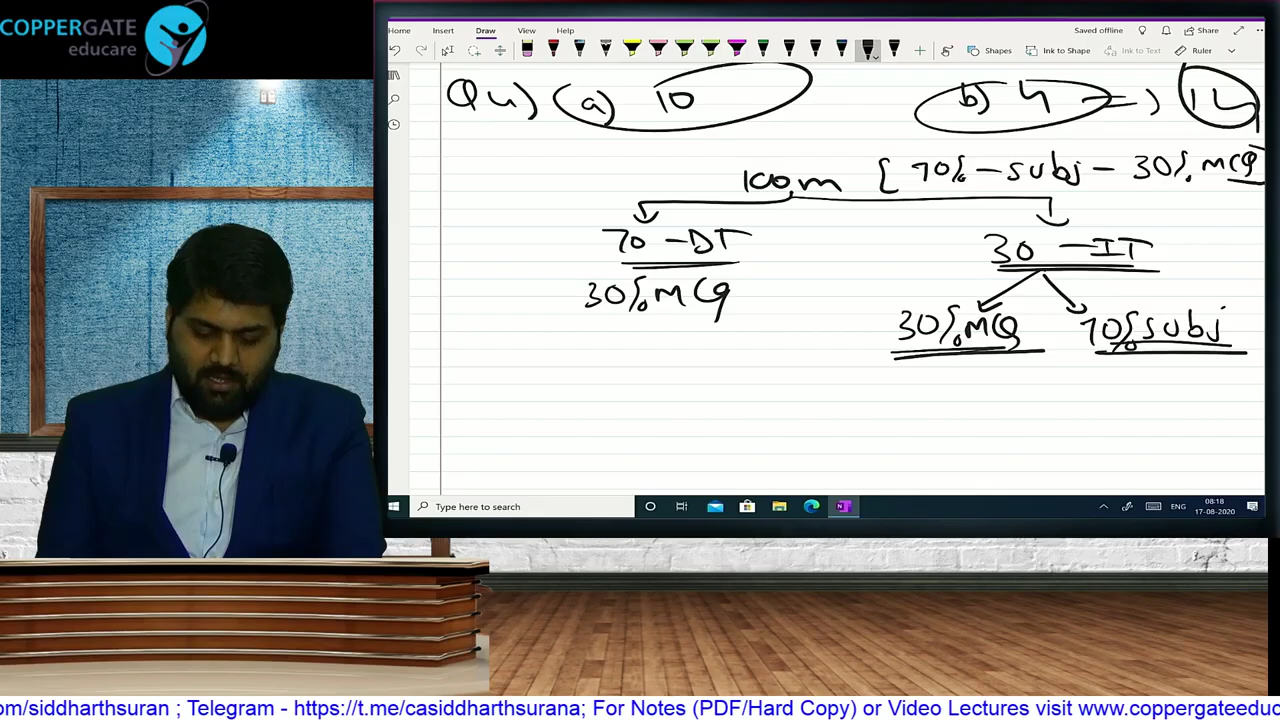 COPPERGATE
educare
Home Insert Draw View Help Saved offline Share
Shapes Ink to Shape Ink to Text Ruler
Q4) (a) 10 b) 4 => 14
100m [70% - subj - 30% MCQ
70 - DT 30 - IT
30% MCQ 30% MCQ 70% subj
Type here to search ENG 08:18
17-08-2020
om/siddharthsuran ; Telegram - https://t.me/casiddharthsurana; For Notes (PDF/Hard Copy) or Video Lectures visit www.coppergateeduc